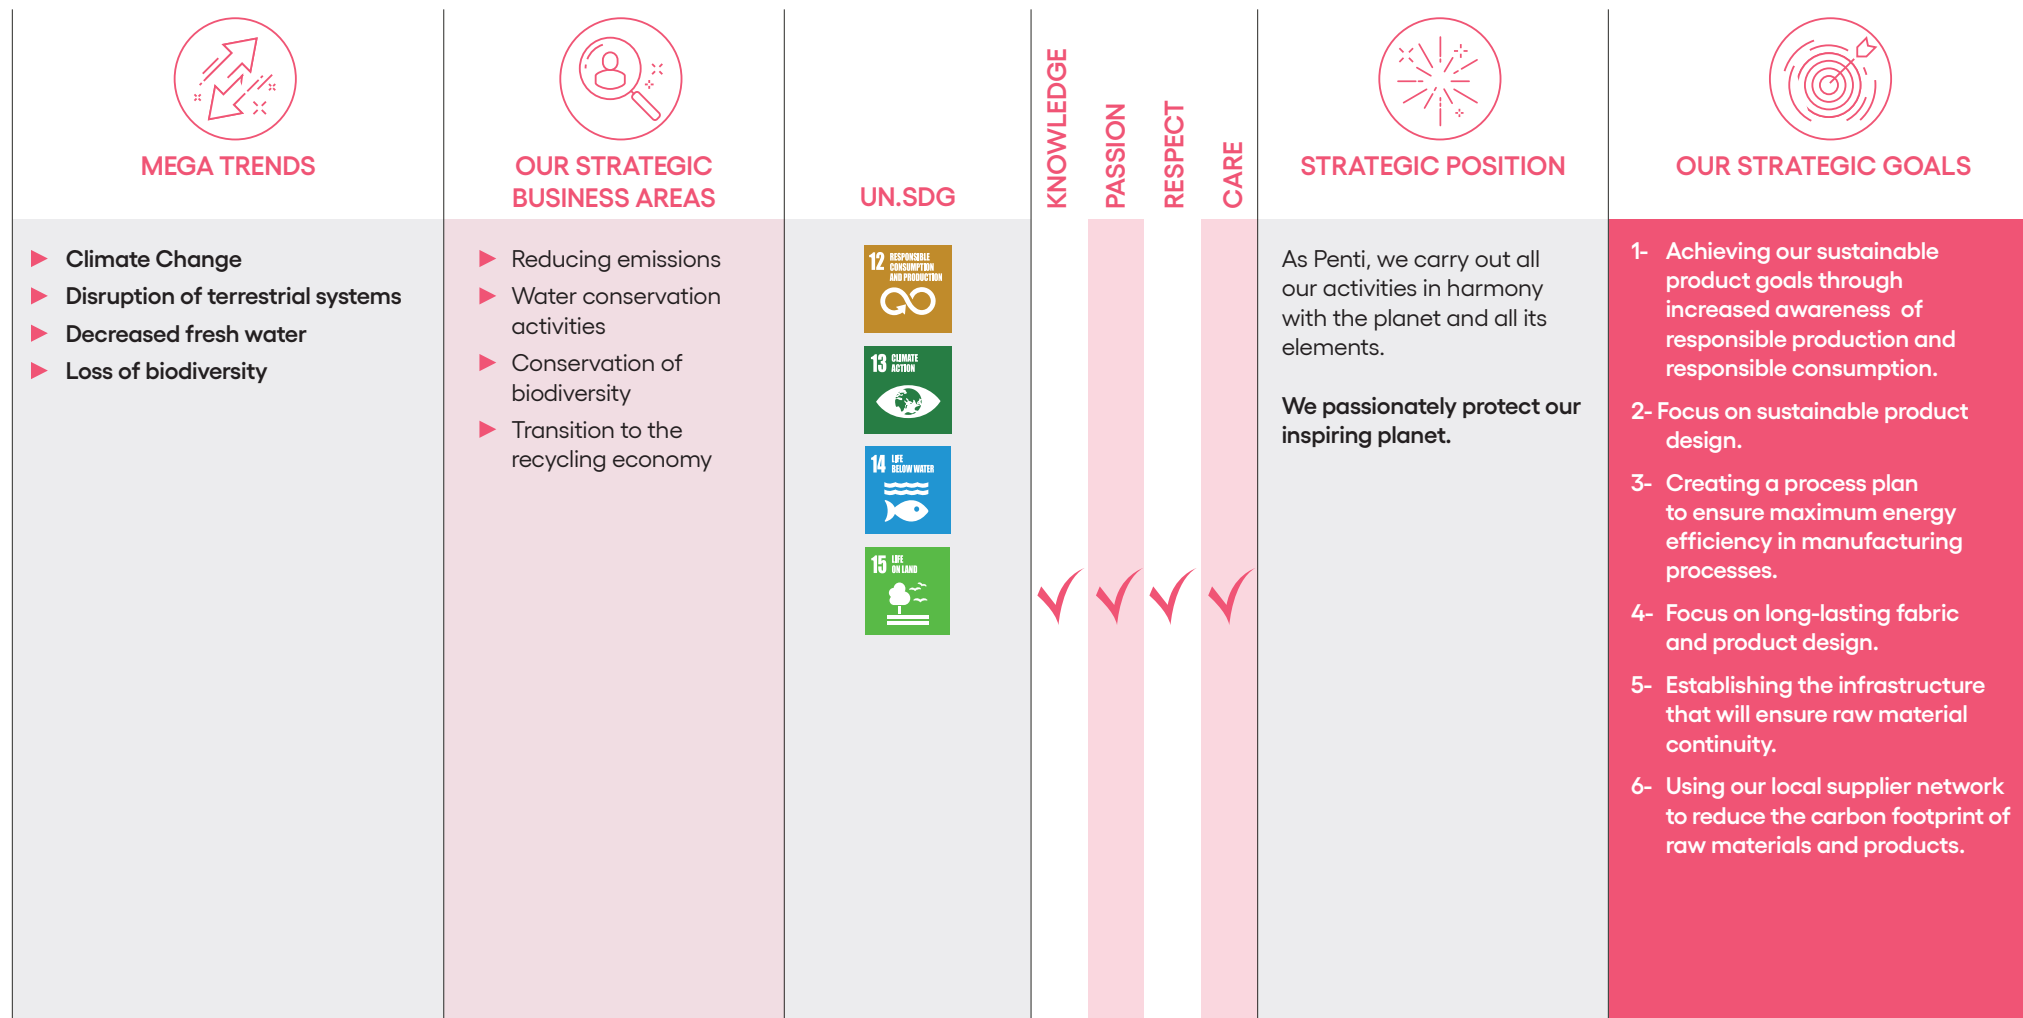 MEGA TRENDS
▶ Climate Change
▶ Disruption of terrestrial systems
▶ Decreased fresh water
▶ Loss of biodiversity
OUR STRATEGIC
BUSINESS AREAS
▶ Reducing emissions
▶ Water conservation
activities
▶ Conservation of
biodiversity
▶ Transition to the
recycling economy
UN.SDG
12 RESPONSIBLE
CONSUMPTION
AND PRODUCTION
13 CLIMATE
ACTION
14 LIFE
BELOW WATER
15 LIFE
ON LAND
KNOWLEDGE
PASSION
RESPECT
CARE
STRATEGIC POSITION
As Penti, we carry out all
our activities in harmony
with the planet and all its
elements.
We passionately protect our
inspiring planet.
OUR STRATEGIC GOALS
1- Achieving our sustainable
product goals through
increased awareness of
responsible production and
responsible consumption.
2- Focus on sustainable product
design.
3- Creating a process plan
to ensure maximum energy
efficiency in manufacturing
processes.
4- Focus on long-lasting fabric
and product design.
5- Establishing the infrastructure
that will ensure raw material
continuity.
6- Using our local supplier network
to reduce the carbon footprint of
raw materials and products.